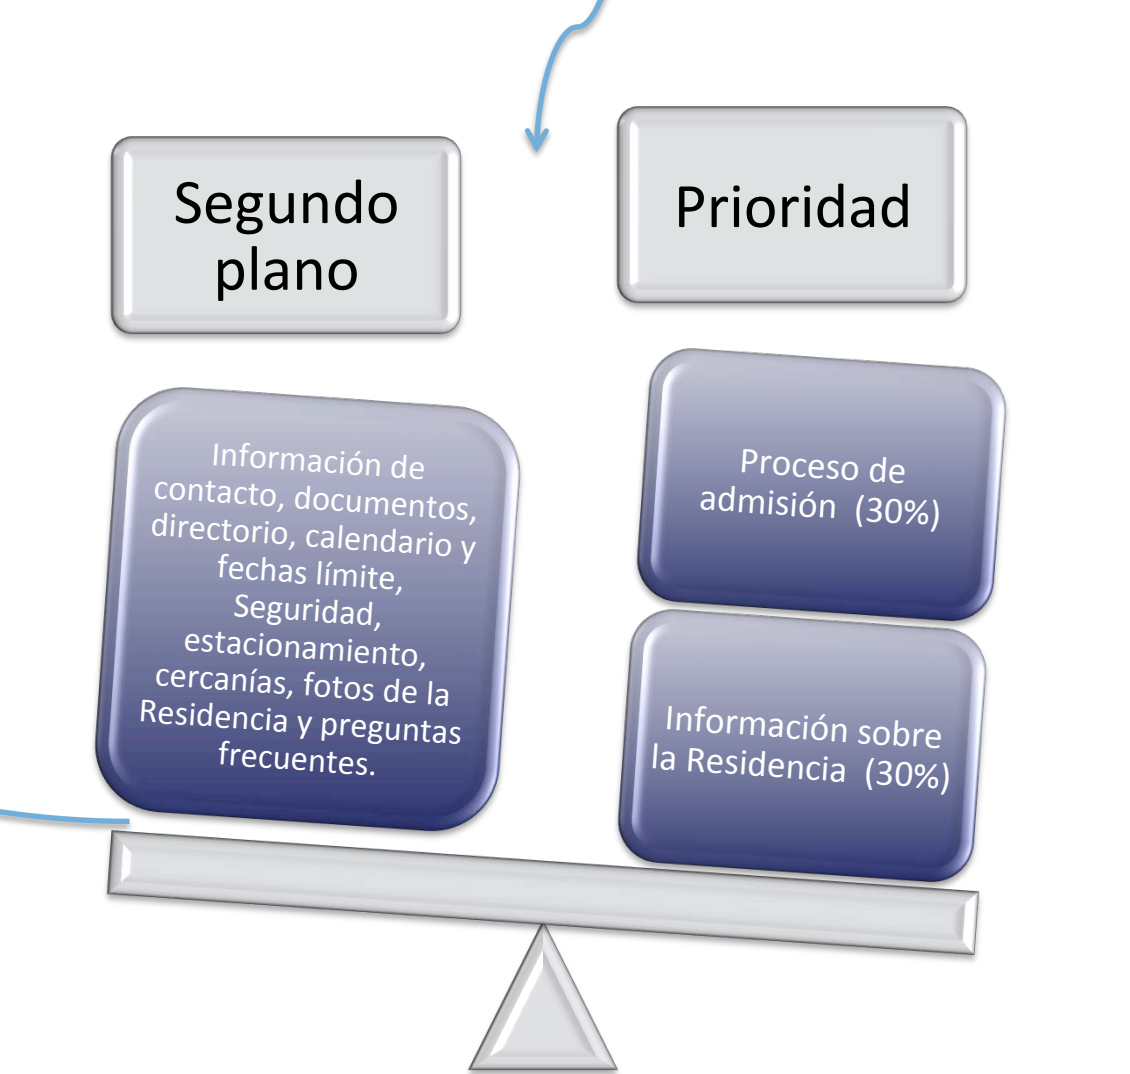 Segundo
plano
Prioridad
Información de
contacto, documentos,
directorio, calendario y
fechas límite,
Seguridad,
estacionamiento,
cercanías, fotos de la
Residencia y preguntas
frecuentes.
Proceso de
admisión (30%)
Información sobre
la Residencia (30%)